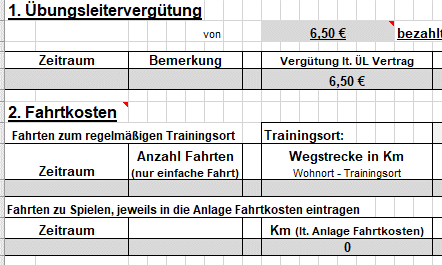 1. Übungsleitervergütung
von 6,50 € bezahlt
Zeitraum Bemerkung Vergütung lt. ÜL Vertrag
6,50 €
2. Fahrtkosten
Fahrten zum regelmäßigen Trainingsort Trainingsort:
Zeitraum Anzahl Fahrten (nur einfache Fahrt) Wegstrecke in Km Wohnort - Trainingsort
Fahrten zu Spielen, jeweils in die Anlage Fahrtkosten eintragen
Zeitraum Km (lt. Anlage Fahrtkosten)
0